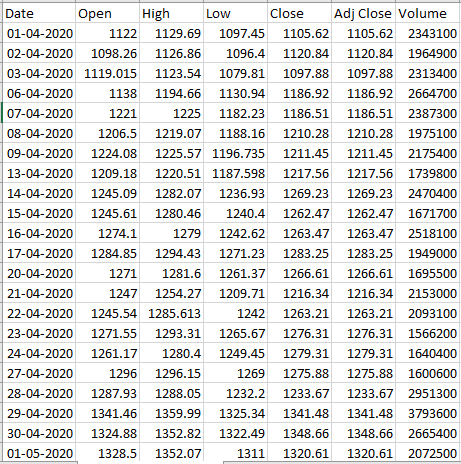 Date Open High Low Close Adj Close Volume
01-04-2020 1122 1129.69 1097.45 1105.62 1105.62 2343100
02-04-2020 1098.26 1126.86 1096.4 1120.84 1120.84 1964900
03-04-2020 1119.015 1123.54 1079.81 1097.88 1097.88 2313400
06-04-2020 1138 1194.66 1130.94 1186.92 1186.92 2664700
07-04-2020 1221 1225 1182.23 1186.51 1186.51 2387300
08-04-2020 1206.5 1219.07 1188.16 1210.28 1210.28 1975100
09-04-2020 1224.08 1225.57 1196.735 1211.45 1211.45 2175400
13-04-2020 1209.18 1220.51 1187.598 1217.56 1217.56 1739800
14-04-2020 1245.09 1282.07 1236.93 1269.23 1269.23 2470400
15-04-2020 1245.61 1280.46 1240.4 1262.47 1262.47 1671700
16-04-2020 1274.1 1279 1242.62 1263.47 1263.47 2518100
17-04-2020 1284.85 1294.43 1271.23 1283.25 1283.25 1949000
20-04-2020 1271 1281.6 1261.37 1266.61 1266.61 1695500
21-04-2020 1247 1254.27 1209.71 1216.34 1216.34 2153000
22-04-2020 1245.54 1285.613 1242 1263.21 1263.21 2093100
23-04-2020 1271.55 1293.31 1265.67 1276.31 1276.31 1566200
24-04-2020 1261.17 1280.4 1249.45 1279.31 1279.31 1640400
27-04-2020 1296 1296.15 1269 1275.88 1275.88 1600600
28-04-2020 1287.93 1288.05 1232.2 1233.67 1233.67 2951300
29-04-2020 1341.46 1359.99 1325.34 1341.48 1341.48 3793600
30-04-2020 1324.88 1352.82 1322.49 1348.66 1348.66 2665400
01-05-2020 1328.5 1352.07 1311 1320.61 1320.61 2072500